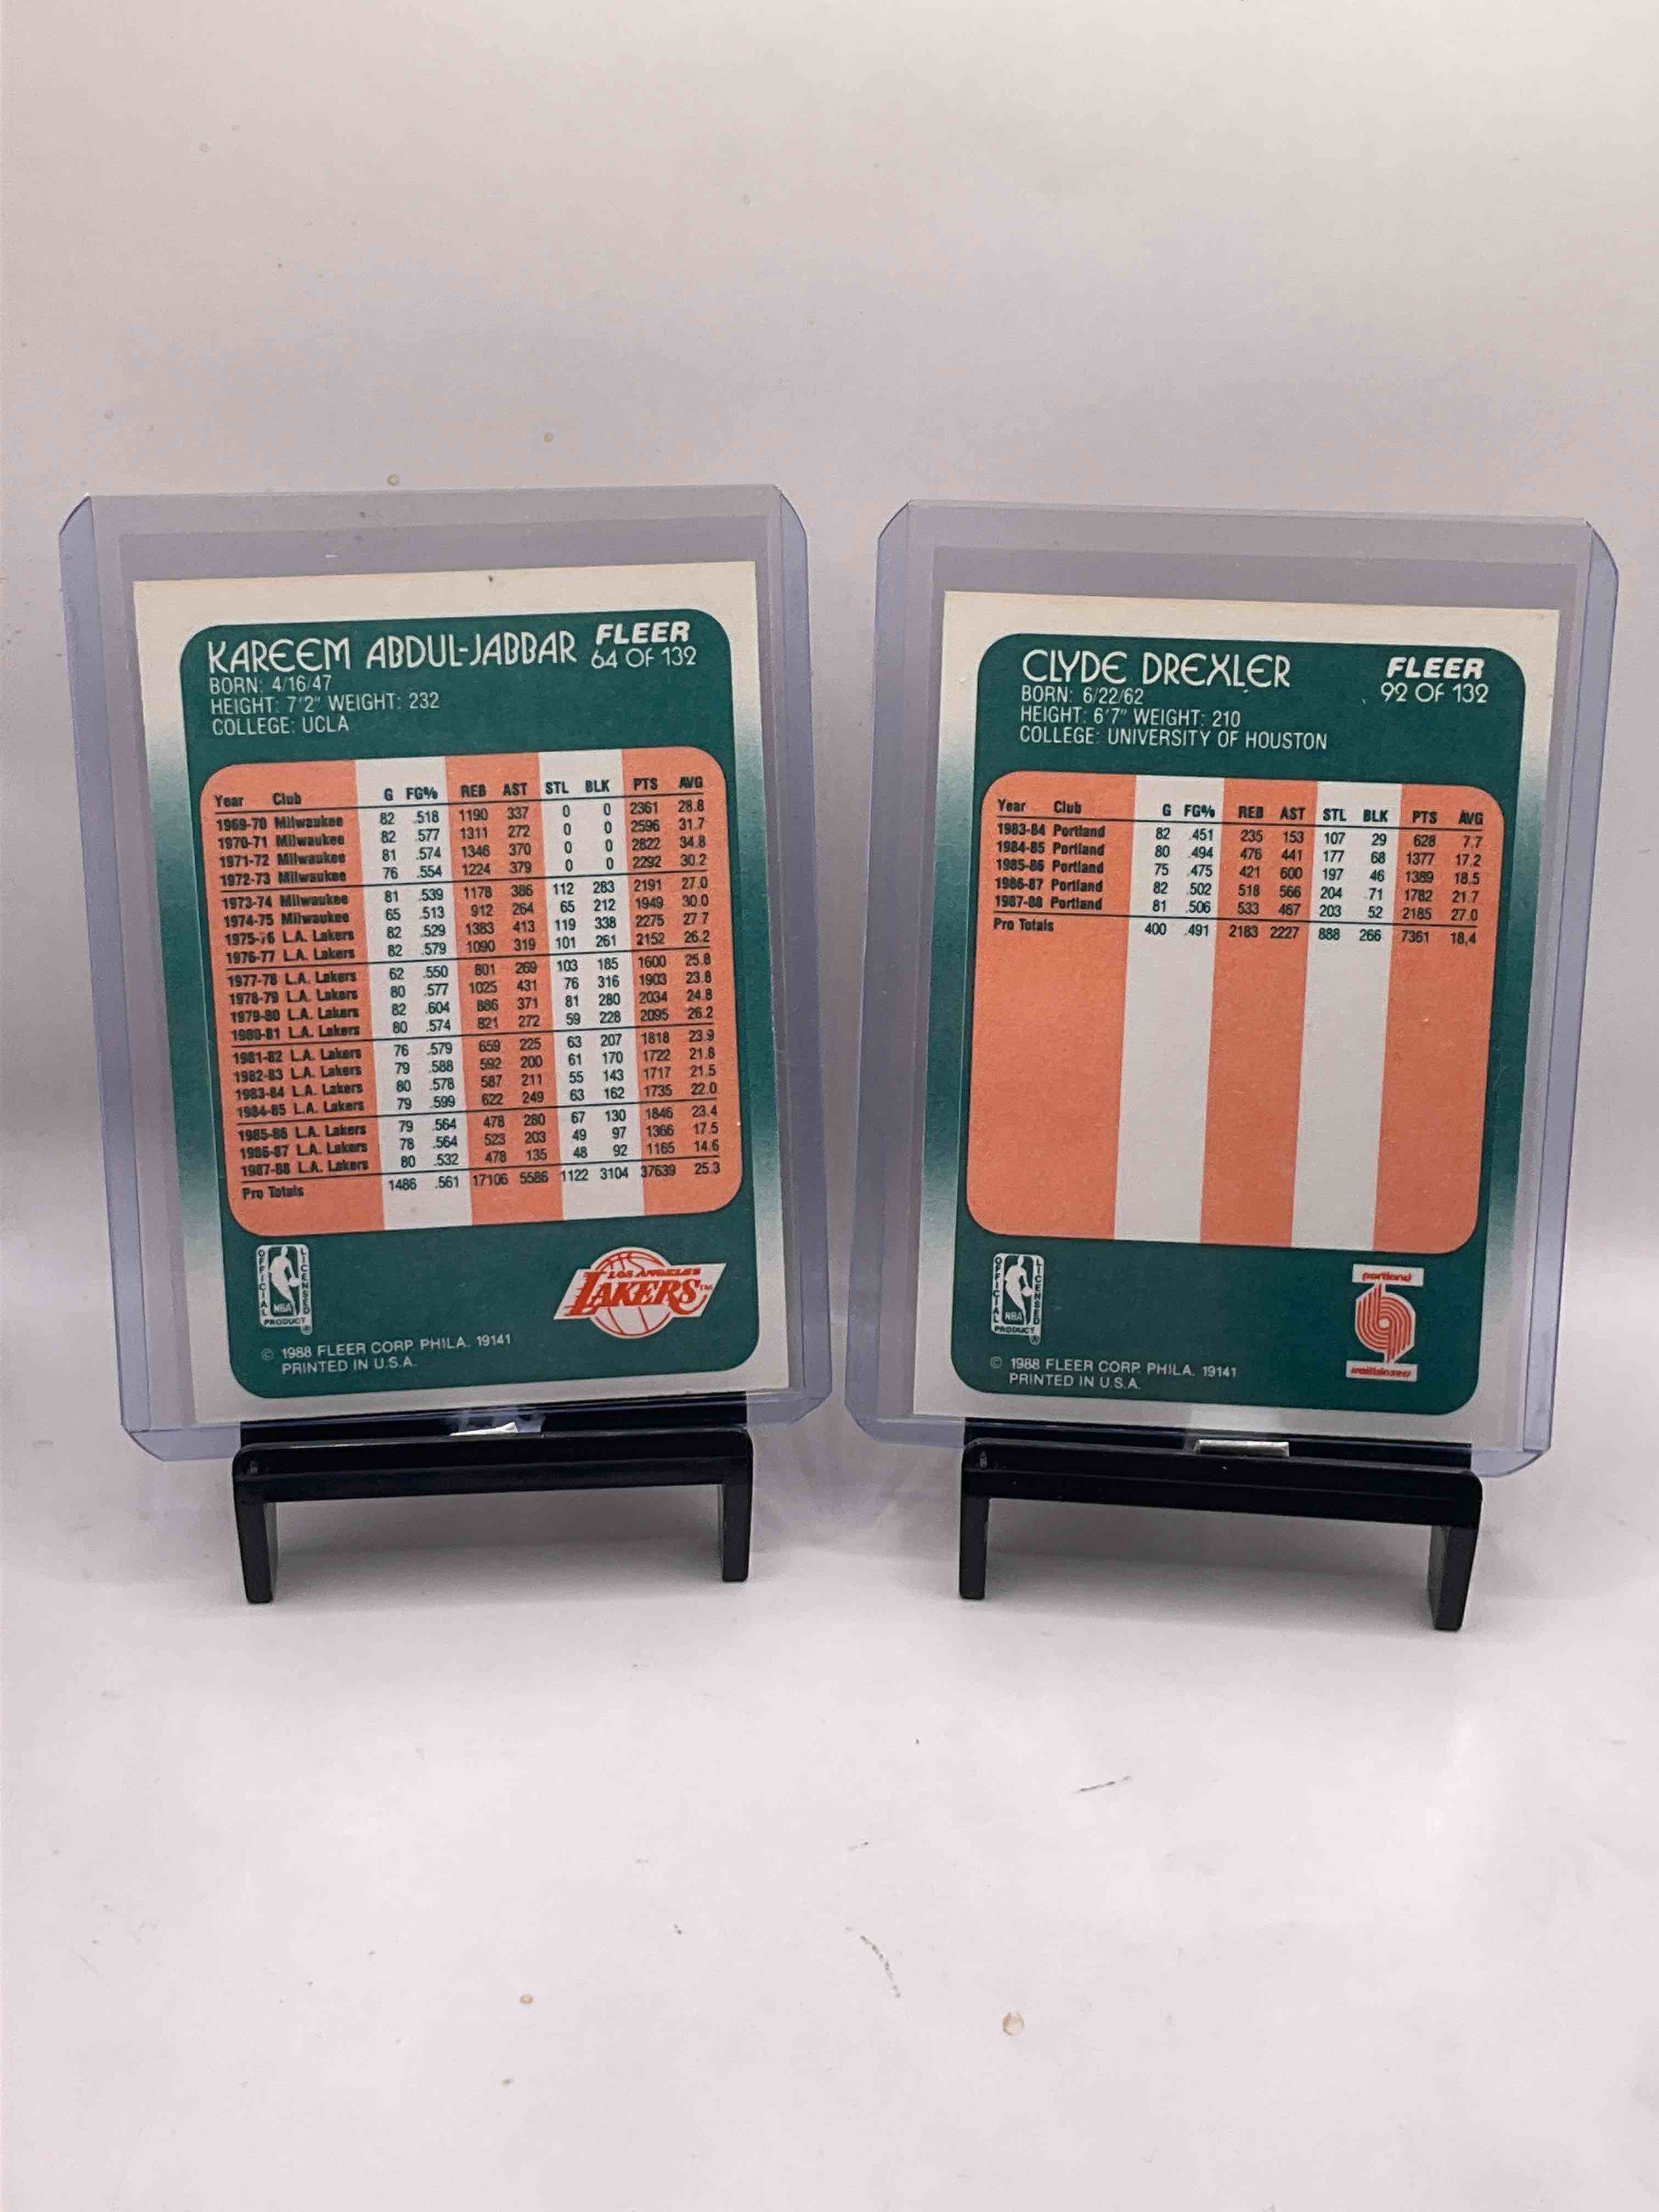 KAREEM ABDUL-JABBAR
FLEER
64 OF 132
BORN: 4/16/47
HEIGHT: 7'2" WEIGHT: 232
COLLEGE: UCLA
Year Club G FG% REB AST STL BLK PTS AVG
1969-70 Milwaukee 82 .518 1190 337 0 0 2361 28.8
1970-71 Milwaukee 82 .577 1311 272 0 0 2596 31.7
1971-72 Milwaukee 81 .574 1346 370 0 0 2822 34.8
1972-73 Milwaukee 76 .554 1224 379 0 0 2292 30.2
1973-74 Milwaukee 81 .539 1178 386 112 283 2191 27.0
1974-75 Milwaukee 65 .513 912 264 65 212 1949 30.0
1975-76 L.A. Lakers 82 .529 1383 413 119 338 2275 27.7
1976-77 L.A. Lakers 82 .579 1090 319 101 261 2152 26.2
1977-78 L.A. Lakers 62 .550 801 269 103 185 1600 25.8
1978-79 L.A. Lakers 80 .577 1025 431 76 316 1903 23.8
1979-80 L.A. Lakers 82 .604 886 371 81 280 2034 24.8
1980-81 L.A. Lakers 80 .574 821 272 59 228 2095 26.2
1981-82 L.A. Lakers 76 .579 659 225 63 207 1818 23.9
1982-83 L.A. Lakers 79 .588 592 200 61 170 1722 21.8
1983-84 L.A. Lakers 80 .578 587 211 55 143 1717 21.5
1984-85 L.A. Lakers 79 .599 622 249 63 162 1735 22.0
1985-86 L.A. Lakers 79 .564 478 280 67 130 1846 23.4
1986-87 L.A. Lakers 78 .564 523 203 49 97 1366 17.5
1987-88 L.A. Lakers 80 .532 478 135 48 92 1165 14.6
Pro Totals 1486 .561 17106 5586 1122 3104 37639 25.3
OFFICIAL LICENSED
NBA
PRODUCT ®
LOS ANGELES
LAKERS™
© 1988 FLEER CORP. PHILA. 19141
PRINTED IN U.S.A.
CLYDE DREXLER
FLEER
92 OF 132
BORN: 6/22/62
HEIGHT: 6'7" WEIGHT: 210
COLLEGE: UNIVERSITY OF HOUSTON
Year Club G FG% REB AST STL BLK PTS AVG
1983-84 Portland 82 .451 235 153 107 29 628 7.7
1984-85 Portland 80 .494 476 441 177 68 1377 17.2
1985-86 Portland 75 .475 421 600 197 46 1389 18.5
1986-87 Portland 82 .502 518 566 204 71 1782 21.7
1987-88 Portland 81 .506 533 467 203 52 2185 27.0
Pro Totals 400 .491 2183 2227 888 266 7361 18.4
OFFICIAL LICENSED
NBA
PRODUCT ®
portland
trailblazers
© 1988 FLEER CORP. PHILA. 19141
PRINTED IN U.S.A.